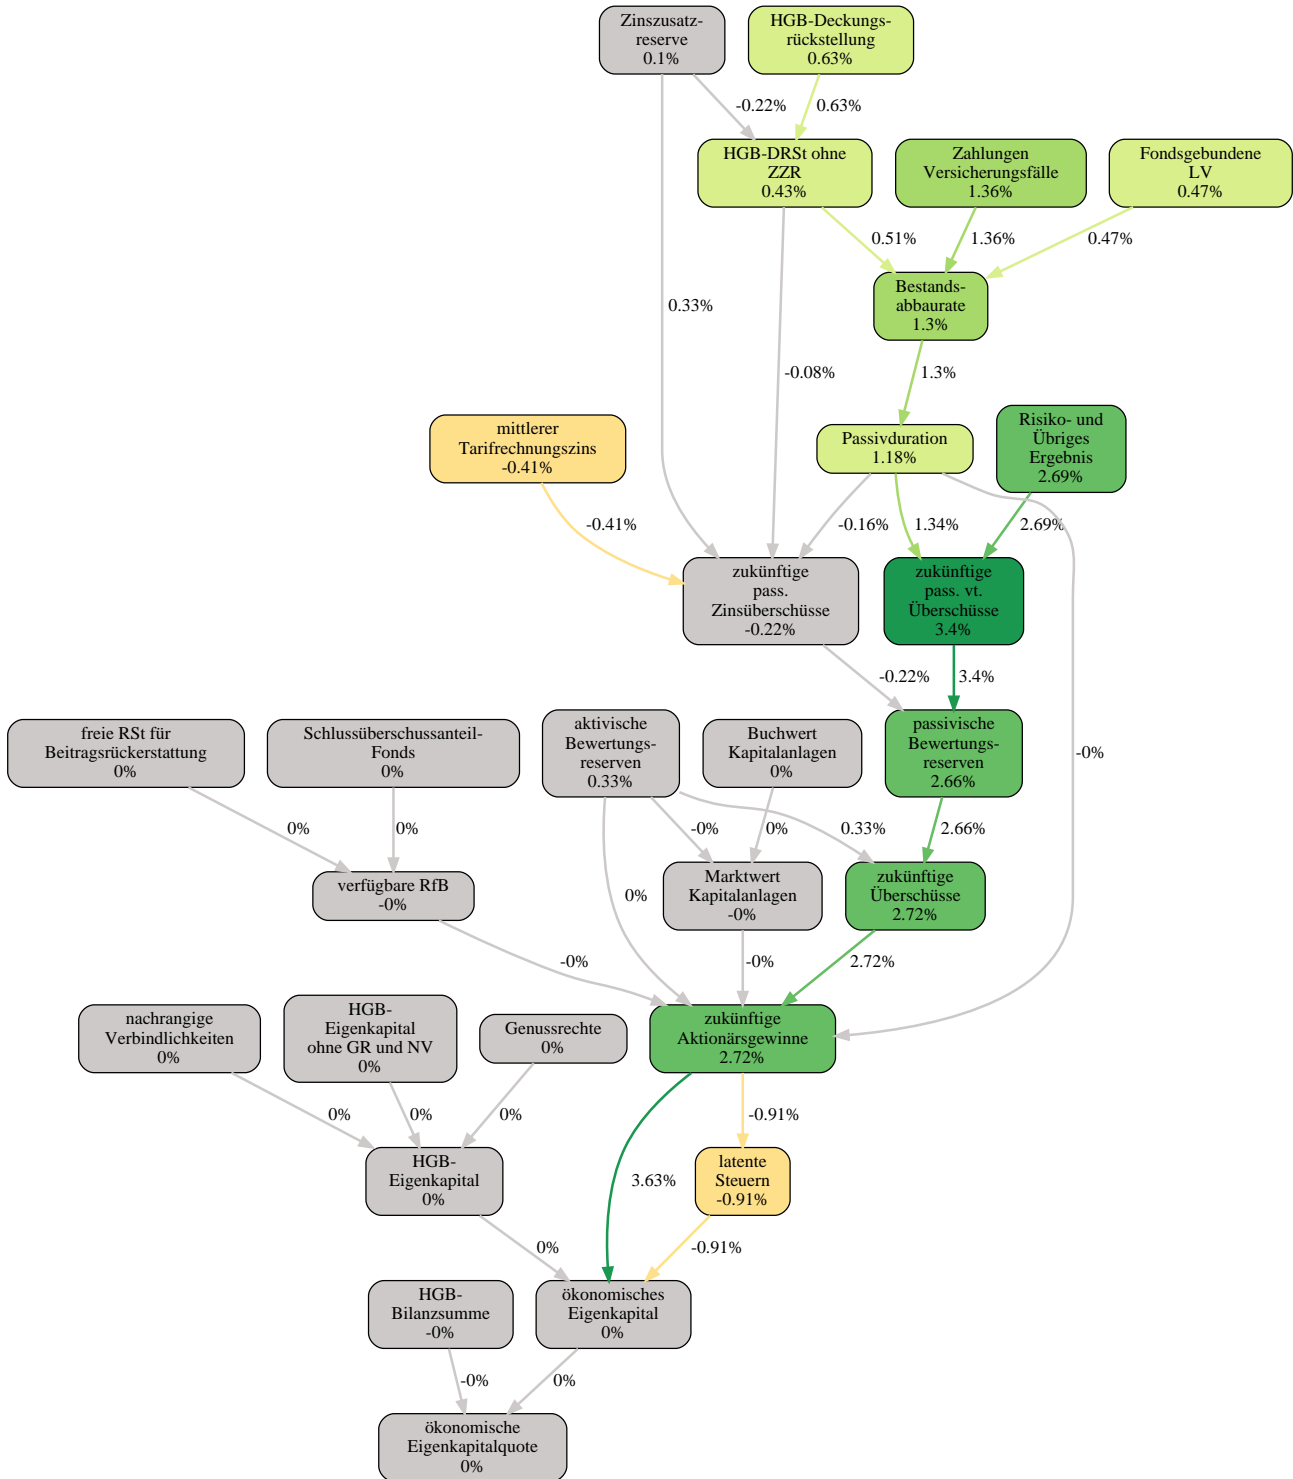 Zinszusatz-
reserve
0.1%
HGB-Deckungs-
rückstellung
0.63%
-0.22%
0.63%
HGB-DRSt ohne
ZZR
0.43%
Zahlungen
Versicherungsfälle
1.36%
Fondsgebundene
LV
0.47%
0.51%
1.36%
0.47%
Bestands-
abbaurate
1.3%
0.33%
-0.08%
1.3%
mittlerer
Tarifrechnungszins
-0.41%
Passivduration
1.18%
Risiko- und
Übriges
Ergebnis
2.69%
-0.41%
-0.16%
1.34%
2.69%
zukünftige
pass.
Zinsüberschüsse
-0.22%
zukünftige
pass. vt.
Überschüsse
3.4%
-0.22%
3.4%
freie RSt für
Beitragsrückerstattung
0%
Schlussüberschussanteil-
Fonds
0%
aktivische
Bewertungs-
reserven
0.33%
Buchwert
Kapitalanlagen
0%
passivische
Bewertungs-
reserven
2.66%
-0%
0%
0%
-0%
0%
0.33%
2.66%
verfügbare RfB
-0%
0%
Marktwert
Kapitalanlagen
-0%
zukünftige
Überschüsse
2.72%
-0%
-0%
2.72%
nachrangige
Verbindlichkeiten
0%
HGB-
Eigenkapital
ohne GR und NV
0%
Genussrechte
0%
zukünftige
Aktionärsgewinne
2.72%
0%
0%
0%
-0.91%
HGB-
Eigenkapital
0%
3.63%
latente
Steuern
-0.91%
0%
-0.91%
HGB-
Bilanzsumme
-0%
ökonomisches
Eigenkapital
0%
-0%
0%
ökonomische
Eigenkapitalquote
0%